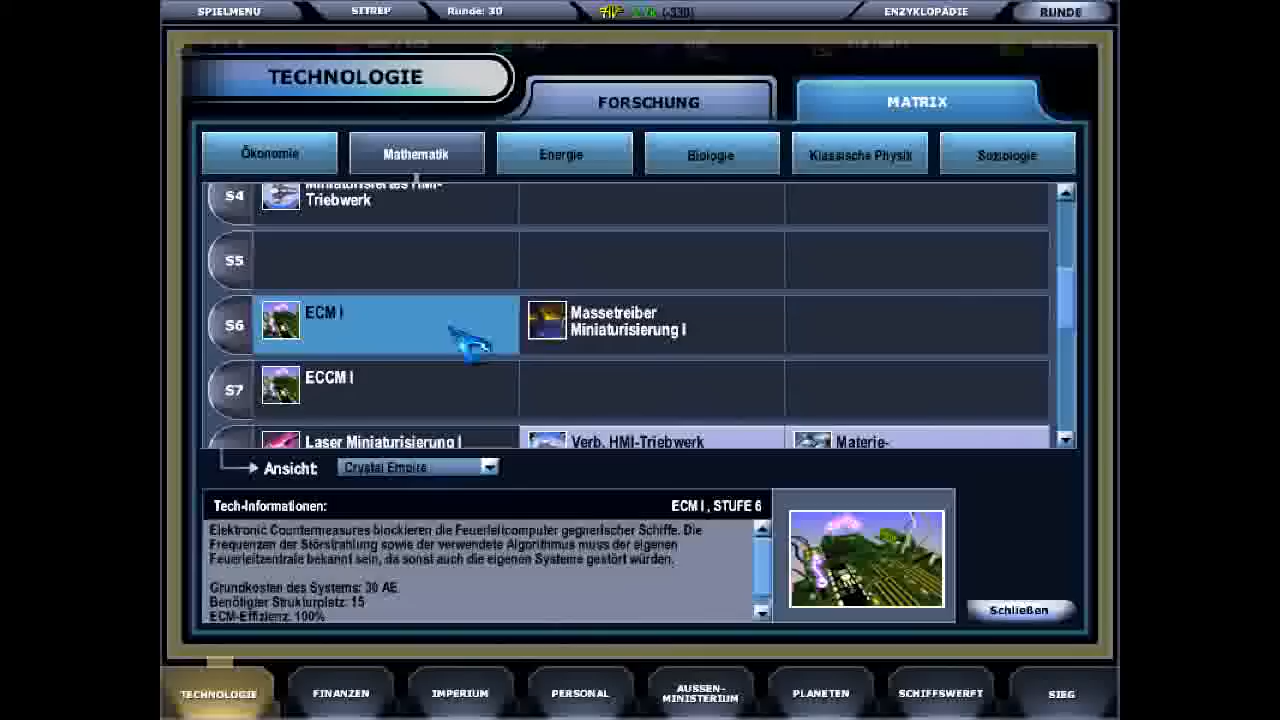 SPIELMENU
SITREP
Runde: 30
ENZYKLOPÄDIE
RUNDE
TECHNOLOGIE
FORSCHUNG
MATRIX
Ökonomie
Mathematik
Energie
Biologie
Klassische Physik
Soziologie
S4
Miniaturisiertes HMI-
Triebwerk
S5
S6
ECM I
Massetreiber
Miniaturisierung I
S7
ECCM I
Laser Miniaturisierung I
Verb. HMI-Triebwerk
Materie-
Ansicht:
Crystal Empire
Tech-Informationen:
ECM I , STUFE 6
Elektronic Countermeasures blockieren die Feuerleitcomputer gegnerischer Schiffe. Die
Frequenzen der Störstrahlung sowie der verwendete Algorithmus muss der eigenen
Feuerleitzentrale bekannt sein, da sonst auch die eigenen Systeme gestört würden.
Grundkosten des Systems: 30 AE
Benötigter Strukturplatz: 15
ECM-Effizienz: 100%
Schließen
TECHNOLOGIE
FINANZEN
IMPERIUM
PERSONAL
AUSSEN-
MINISTERIUM
PLANETEN
SCHIFFSWERFT
SIEG